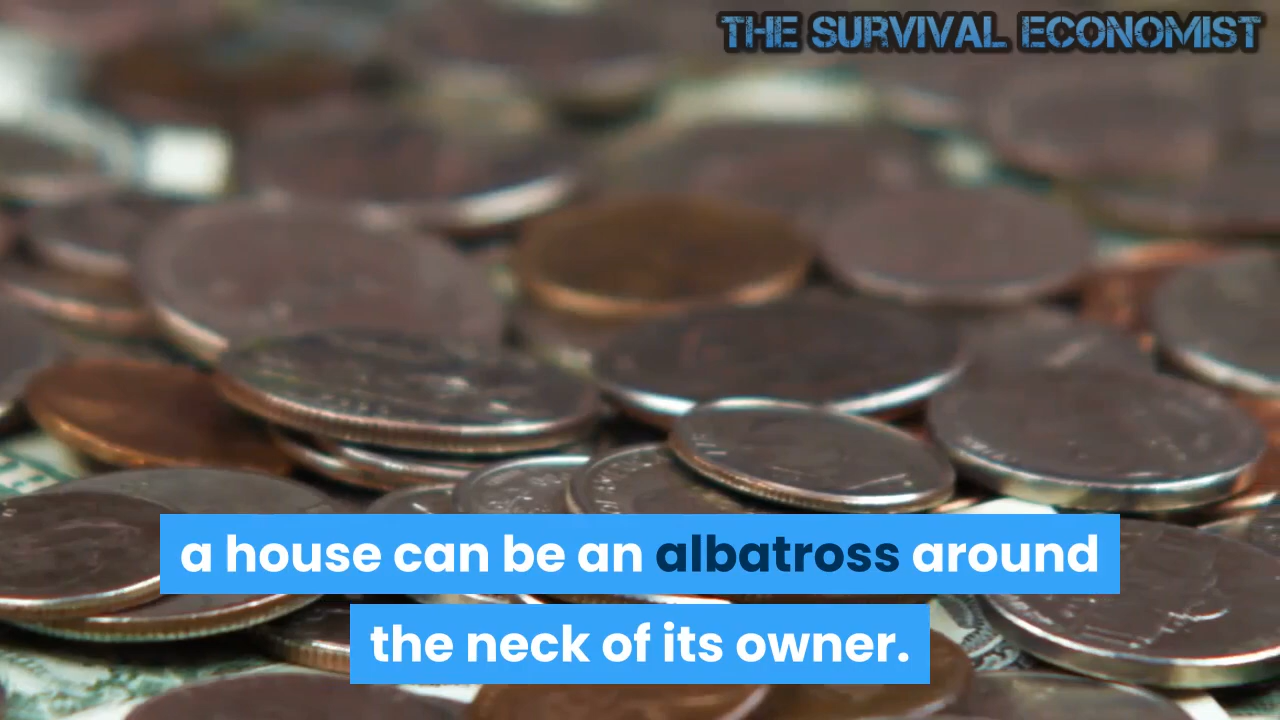 THE SURVIVAL ECONOMIST
a house can be an albatross around
the neck of its owner.